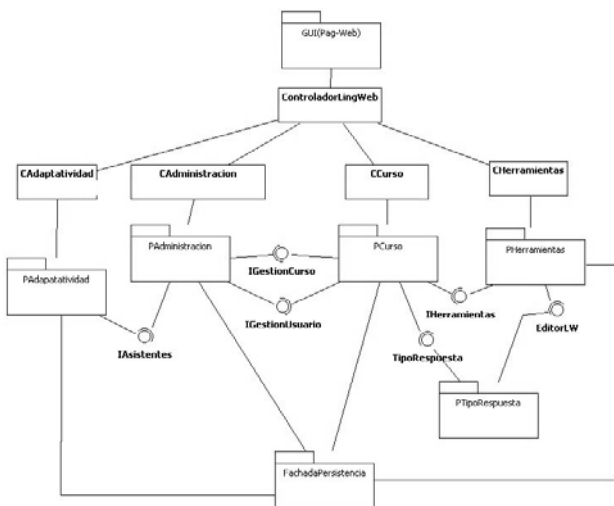 GUI(Pag-Web)
ControladorLingWeb
CAdaptatividad
CAdministracion
CCurso
CHerramientas
PAdapatatividad
PAdministracion
PCurso
PHerramientas
IGestionCurso
IGestionUsuario
IHerramientas
IAsistentes
TipoRespuesta
EditorLW
PTipoRespuesta
FachadaPersistencia